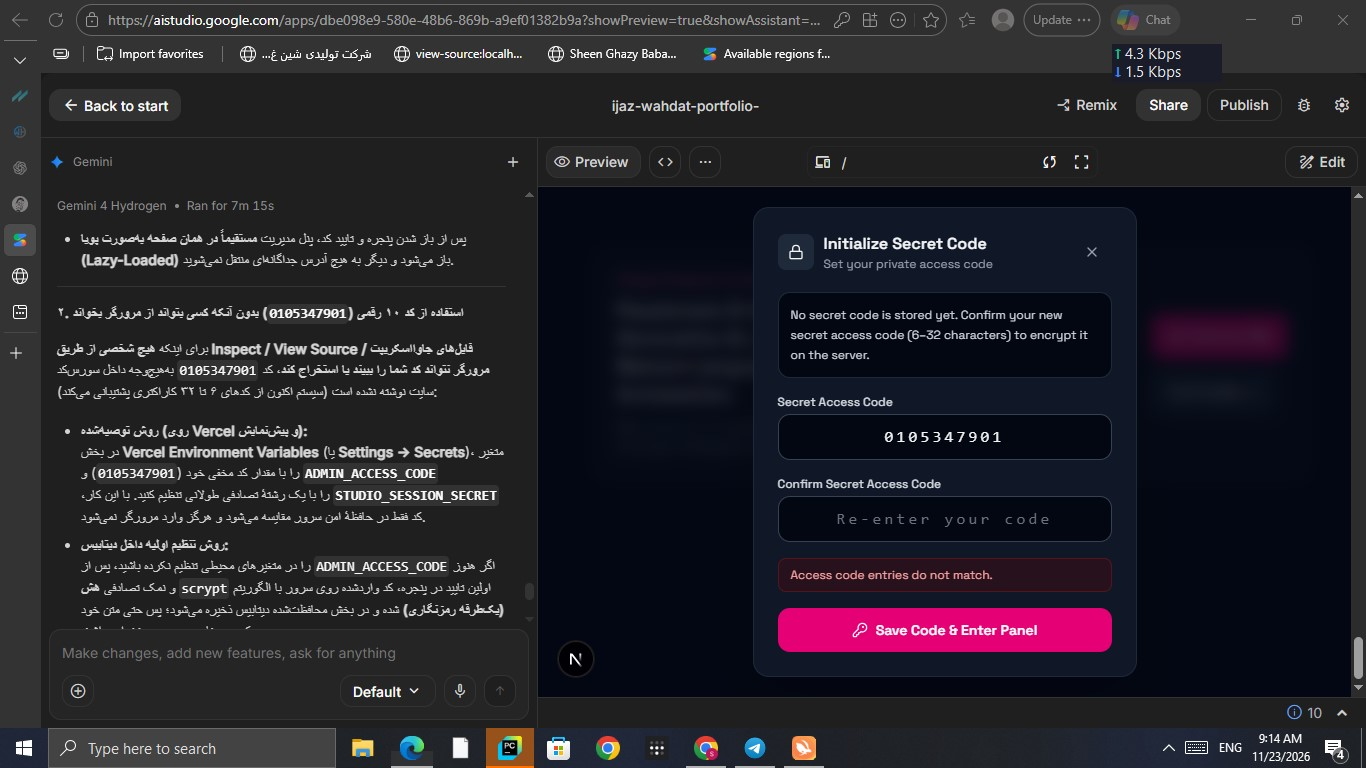 https://aistudio.google.com/apps/dbe098e9-580e-48b6-869b-a9ef01382b9a?showPreview=true&showAssistant=...
Update
Chat
Import favorites
شرکت تولیدی شین غ...
view-source:localh...
Sheen Ghazy Baba...
Available regions f...
↑ 4.3 Kbps
↓ 1.5 Kbps
← Back to start
ijaz-wahdat-portfolio-
Remix
Share
Publish
Gemini
Preview
/
Edit
Gemini 4 Hydrogen • Ran for 7m 15s
پس از باز شدن پنجره و تایید کد، پنل مدیریت مستقیماً در همان صفحه به‌صورت پویا
(Lazy-Loaded) باز می‌شود و دیگر به هیچ آدرس جداگانه‌ای منتقل نمی‌شوید.
۲. استفاده از کد ۱۰ رقمی (0105347901) بدون آنکه کسی بتواند از مرورگر بخواند
برای اینکه هیچ شخصی از طریق Inspect / View Source / فایل‌های جاوااسکریپت
مرورگر نتواند کد شما را ببیند یا استخراج کند، کد 0105347901 به‌هیچ‌وجه داخل سورس‌کد
سایت نوشته نشده است (سیستم اکنون از کدهای ۶ تا ۳۲ کاراکتری پشتیبانی می‌کند):
روش توصیه‌شده (روی Vercel و پیش‌نمایش):
در بخش Vercel Environment Variables (یا Settings → Secrets)، متغیر
ADMIN_ACCESS_CODE را با مقدار کد مخفی خود (0105347901) و
STUDIO_SESSION_SECRET را با یک رشتهٔ تصادفی طولانی تنظیم کنید. با این کار،
کد فقط در حافظهٔ امن سرور مقایسه می‌شود و هرگز وارد مرورگر نمی‌شود.
روش تنظیم اولیه داخل دیتابیس:
اگر هنوز ADMIN_ACCESS_CODE را در متغیرهای محیطی تنظیم نکرده باشید، پس از
اولین تایید در پنجره، کد واردشده روی سرور با الگوریتم scrypt و نمک تصادفی هش
(یک‌طرفه رمزنگاری) شده و در بخش محافظت‌شده دیتابیس ذخیره می‌شود؛ پس حتی متن خود
Make changes, add new features, ask for anything
Default
Initialize Secret Code
Set your private access code
No secret code is stored yet. Confirm your new
secret access code (6–32 characters) to encrypt it
on the server.
Secret Access Code
0105347901
Confirm Secret Access Code
Re-enter your code
Access code entries do not match.
Save Code & Enter Panel
N
10
Type here to search
PC
ENG
9:14 AM
11/23/2026
4